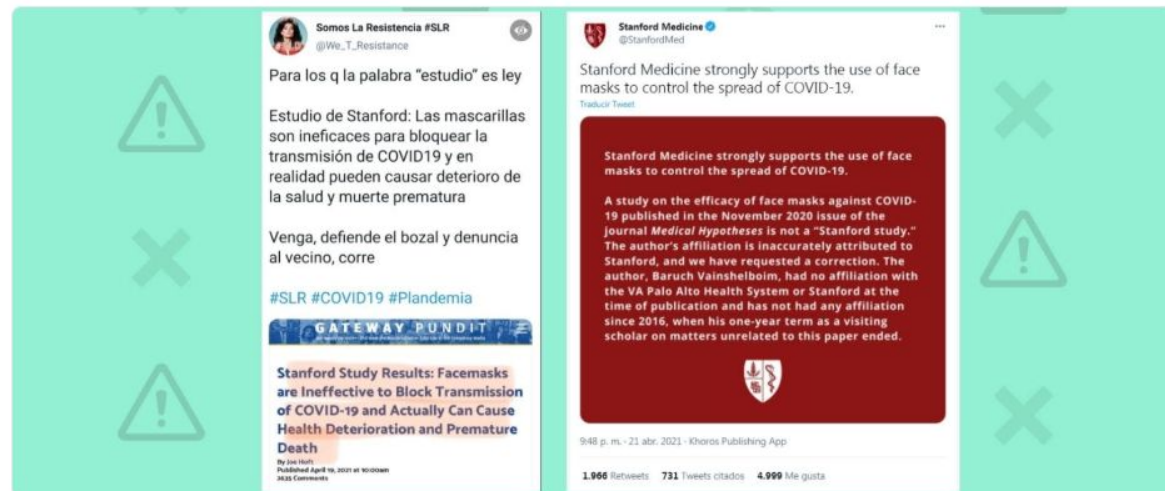 Somos La Resistencia #SLR
@We_T_Resistance
Para los q la palabra “estudio” es ley
Estudio de Stanford: Las mascarillas
son ineficaces para bloquear la
transmisión de COVID19 y en
realidad pueden causar deterioro de
la salud y muerte prematura
Venga, defiende el bozal y denuncia
al vecino, corre
#SLR #COVID19 #Plandemia
GATEWAY PUNDIT
Stanford Study Results: Facemasks
are Ineffective to Block Transmission
of COVID-19 and Actually Can Cause
Health Deterioration and Premature
Death
By Joe Hoft
Published April 19, 2021 at 10:00am
3635 Comments
Stanford Medicine
@StanfordMed
Stanford Medicine strongly supports the use of face
masks to control the spread of COVID-19.
Traducir Tweet
Stanford Medicine strongly supports the use of face
masks to control the spread of COVID-19.
A study on the efficacy of face masks against COVID-
19 published in the November 2020 issue of the
journal Medical Hypotheses is not a “Stanford study.”
The author’s affiliation is inaccurately attributed to
Stanford, and we have requested a correction. The
author, Baruch Vainshelboim, had no affiliation with
the VA Palo Alto Health System or Stanford at the
time of publication and has not had any affiliation
since 2016, when his one-year term as a visiting
scholar on matters unrelated to this paper ended.
9:48 p. m. · 21 abr. 2021 · Khoros Publishing App
1.966 Retweets 731 Tweets citados 4.999 Me gusta